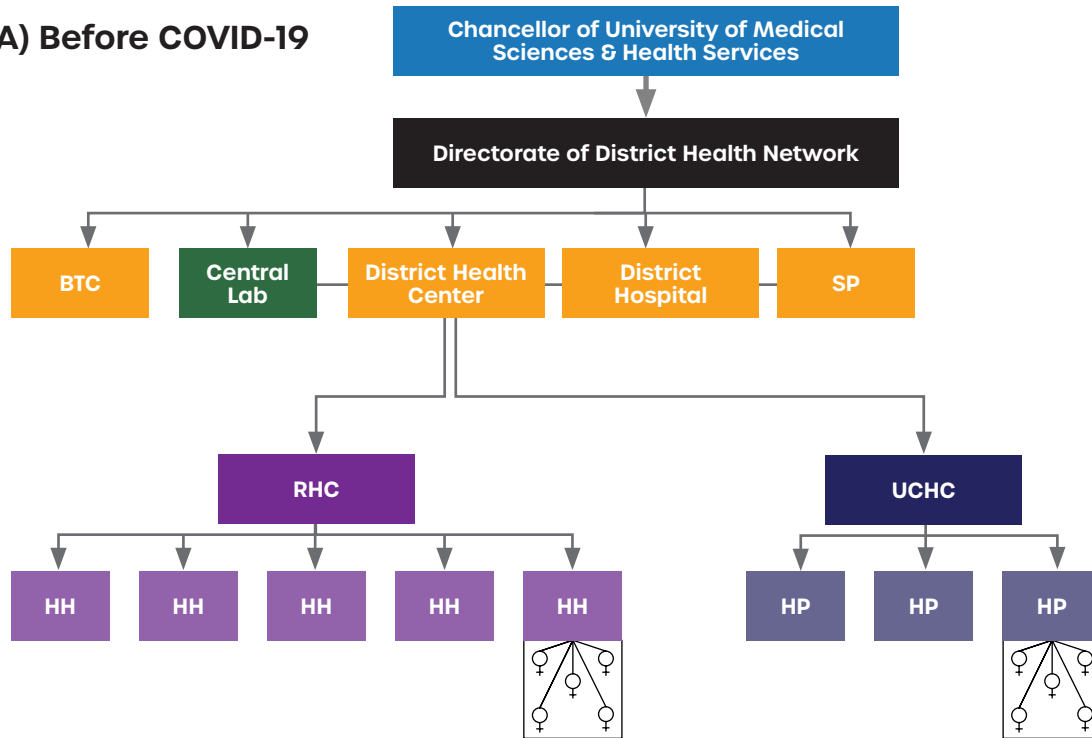 A) Before COVID-19
Chancellor of University of Medical
Sciences & Health Services
Directorate of District Health Network
BTC
Central
Lab
District Health
Center
District
Hospital
SP
RHC
UCHC
HH
HH
HH
HH
HH
HP
HP
HP